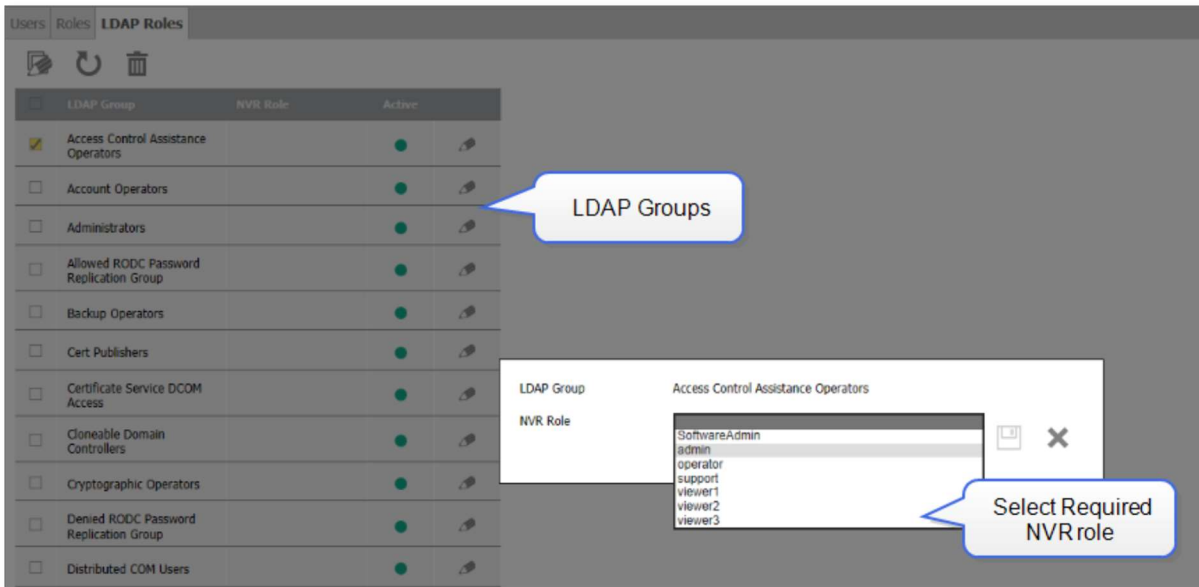 Users Roles LDAP Roles
LDAP Group NVR Role Active
Access Control Assistance
Operators
Account Operators
Administrators
Allowed RODC Password
Replication Group
Backup Operators
Cert Publishers
Certificate Service DCOM
Access
Cloneable Domain
Controllers
Cryptographic Operators
Denied RODC Password
Replication Group
Distributed COM Users
LDAP Groups
LDAP Group Access Control Assistance Operators
NVR Role
SoftwareAdmin
admin
operator
support
viewer1
viewer2
viewer3
Select Required
NVR role